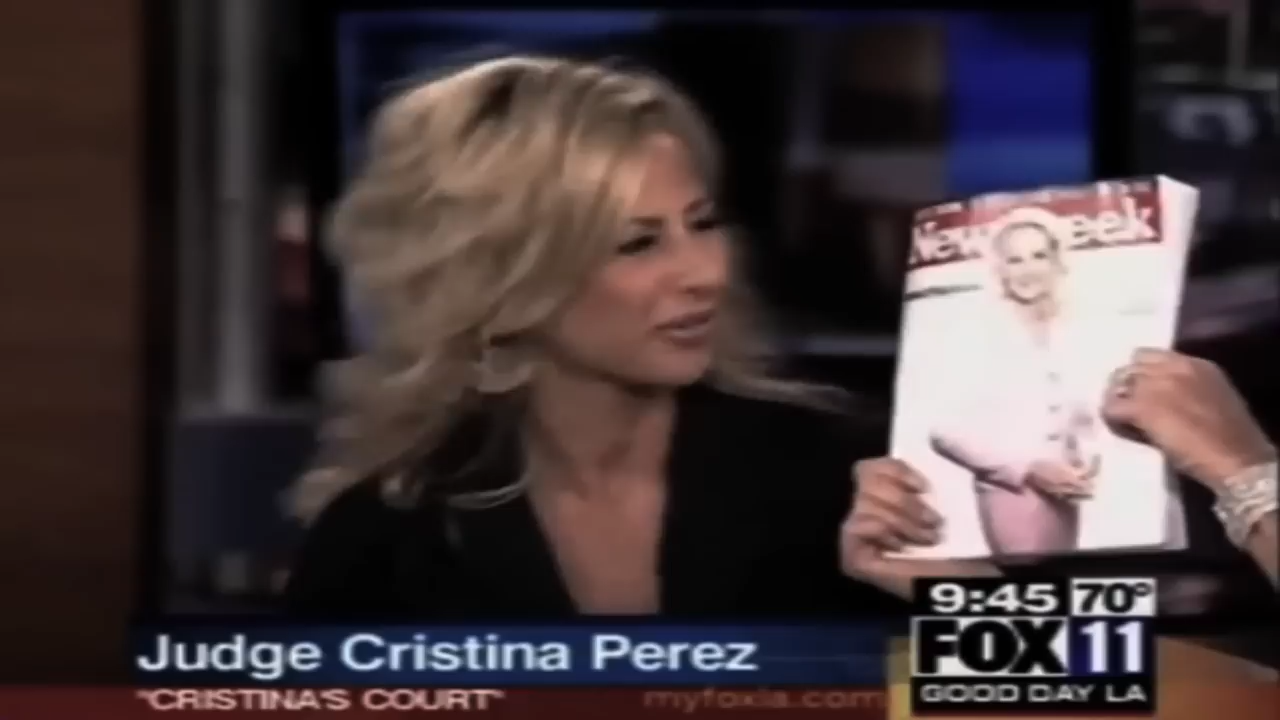 Newsweek
9:45 70°
Judge Cristina Perez
FOX 11
"CRISTINA'S COURT"
myfoxla.com
GOOD DAY LA